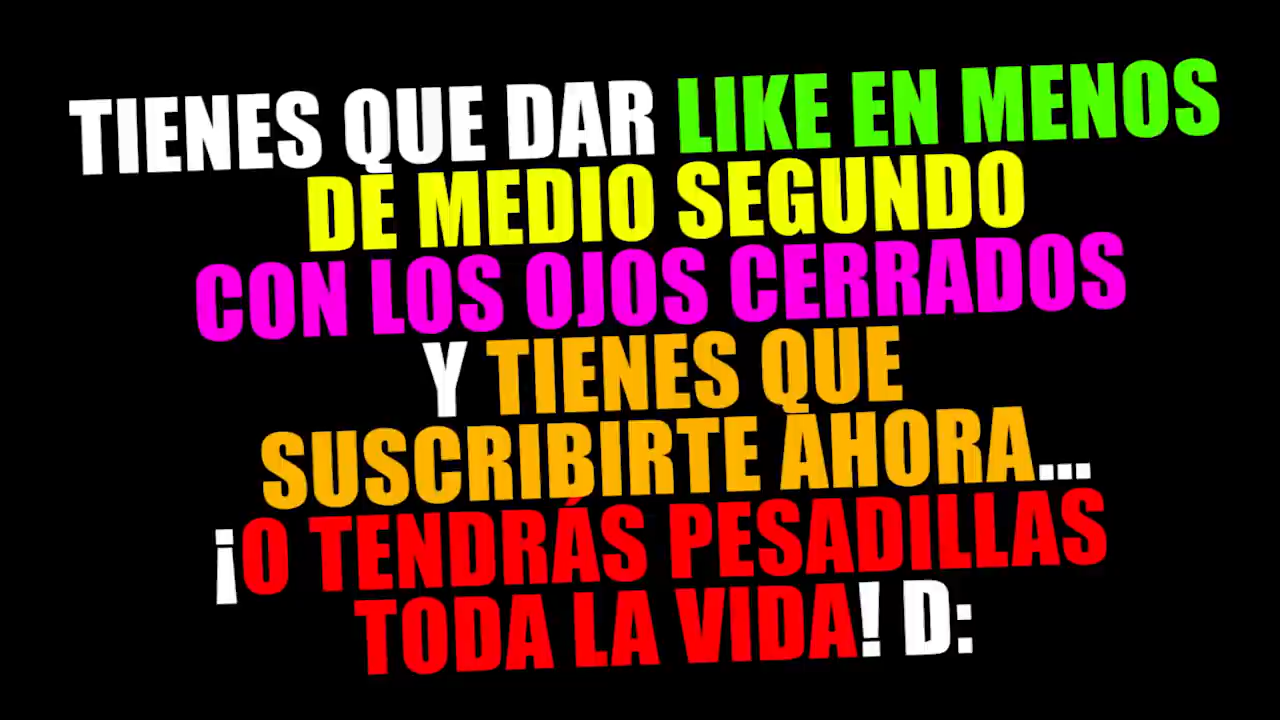 TIENES QUE DAR LIKE EN MENOS
DE MEDIO SEGUNDO
CON LOS OJOS CERRADOS
Y TIENES QUE
SUSCRIBIRTE AHORA...
¡O TENDRÁS PESADILLAS
TODA LA VIDA! D: